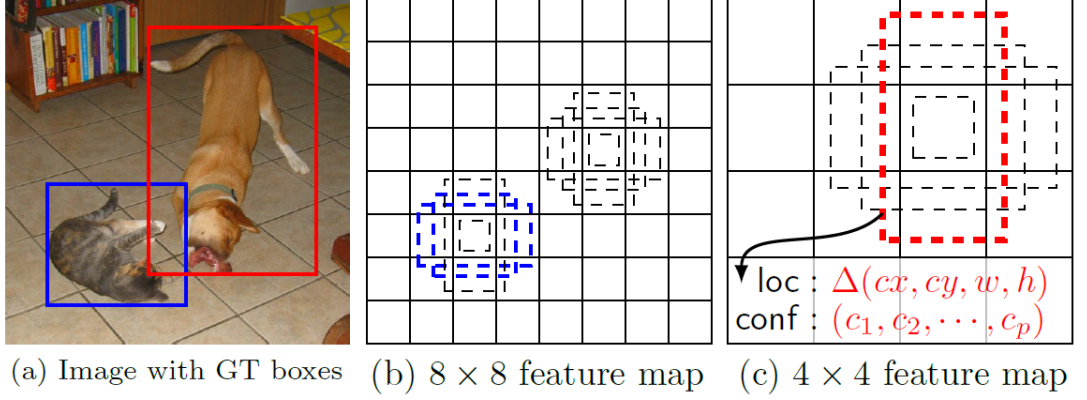 loc : Δ(cx, cy, w, h)
conf : (c₁, c₂, ⋯, cₚ)
(a) Image with GT boxes
(b) 8 × 8 feature map
(c) 4 × 4 feature map